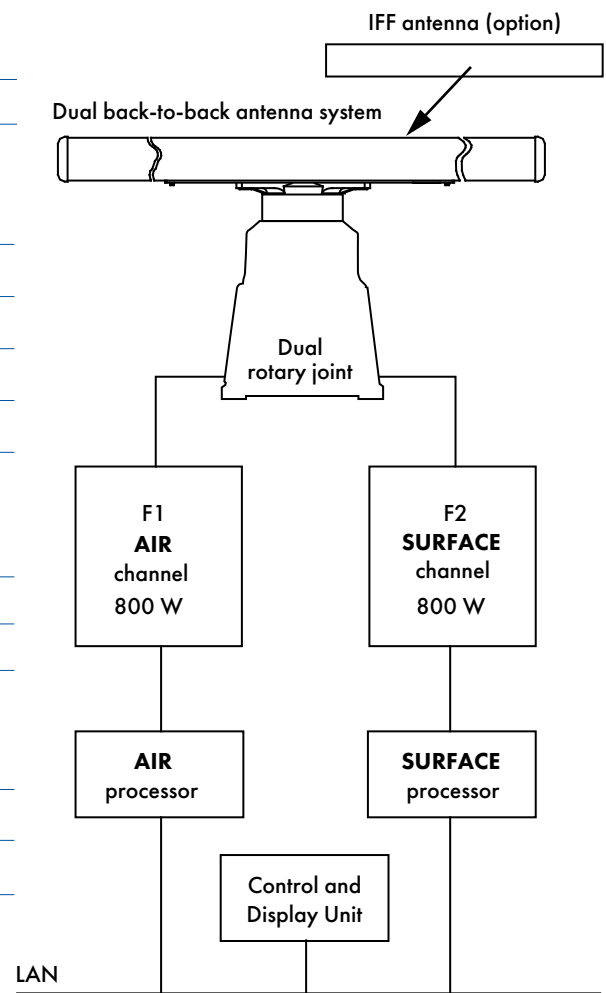 IFF antenna (option)
Dual back-to-back antenna system
Dual
rotary joint
F1
AIR
channel
800 W
F2
SURFACE
channel
800 W
AIR
processor
SURFACE
processor
Control and
Display Unit
LAN